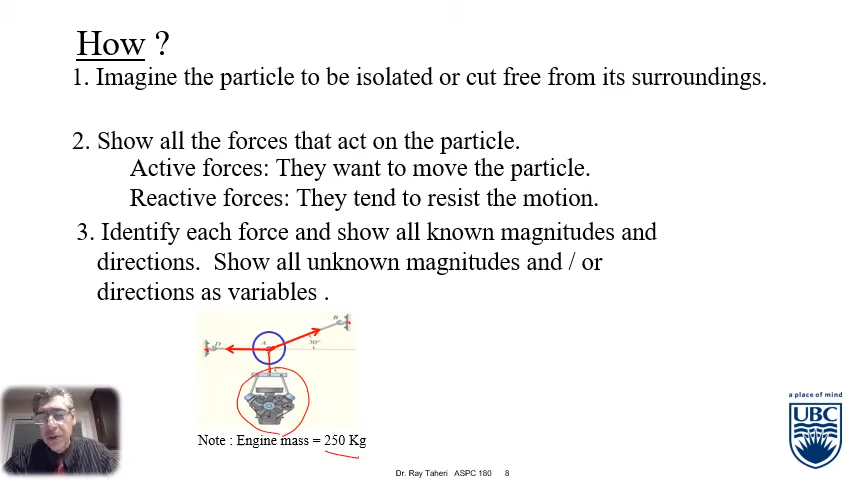 How ?
1. Imagine the particle to be isolated or cut free from its surroundings.
2. Show all the forces that act on the particle.
Active forces: They want to move the particle.
Reactive forces: They tend to resist the motion.
3. Identify each force and show all known magnitudes and
directions. Show all unknown magnitudes and / or
directions as variables .
B
D
A
30°
Note : Engine mass = 250 Kg
a place of mind
UBC
Dr. Ray Taheri ASPC 180 8